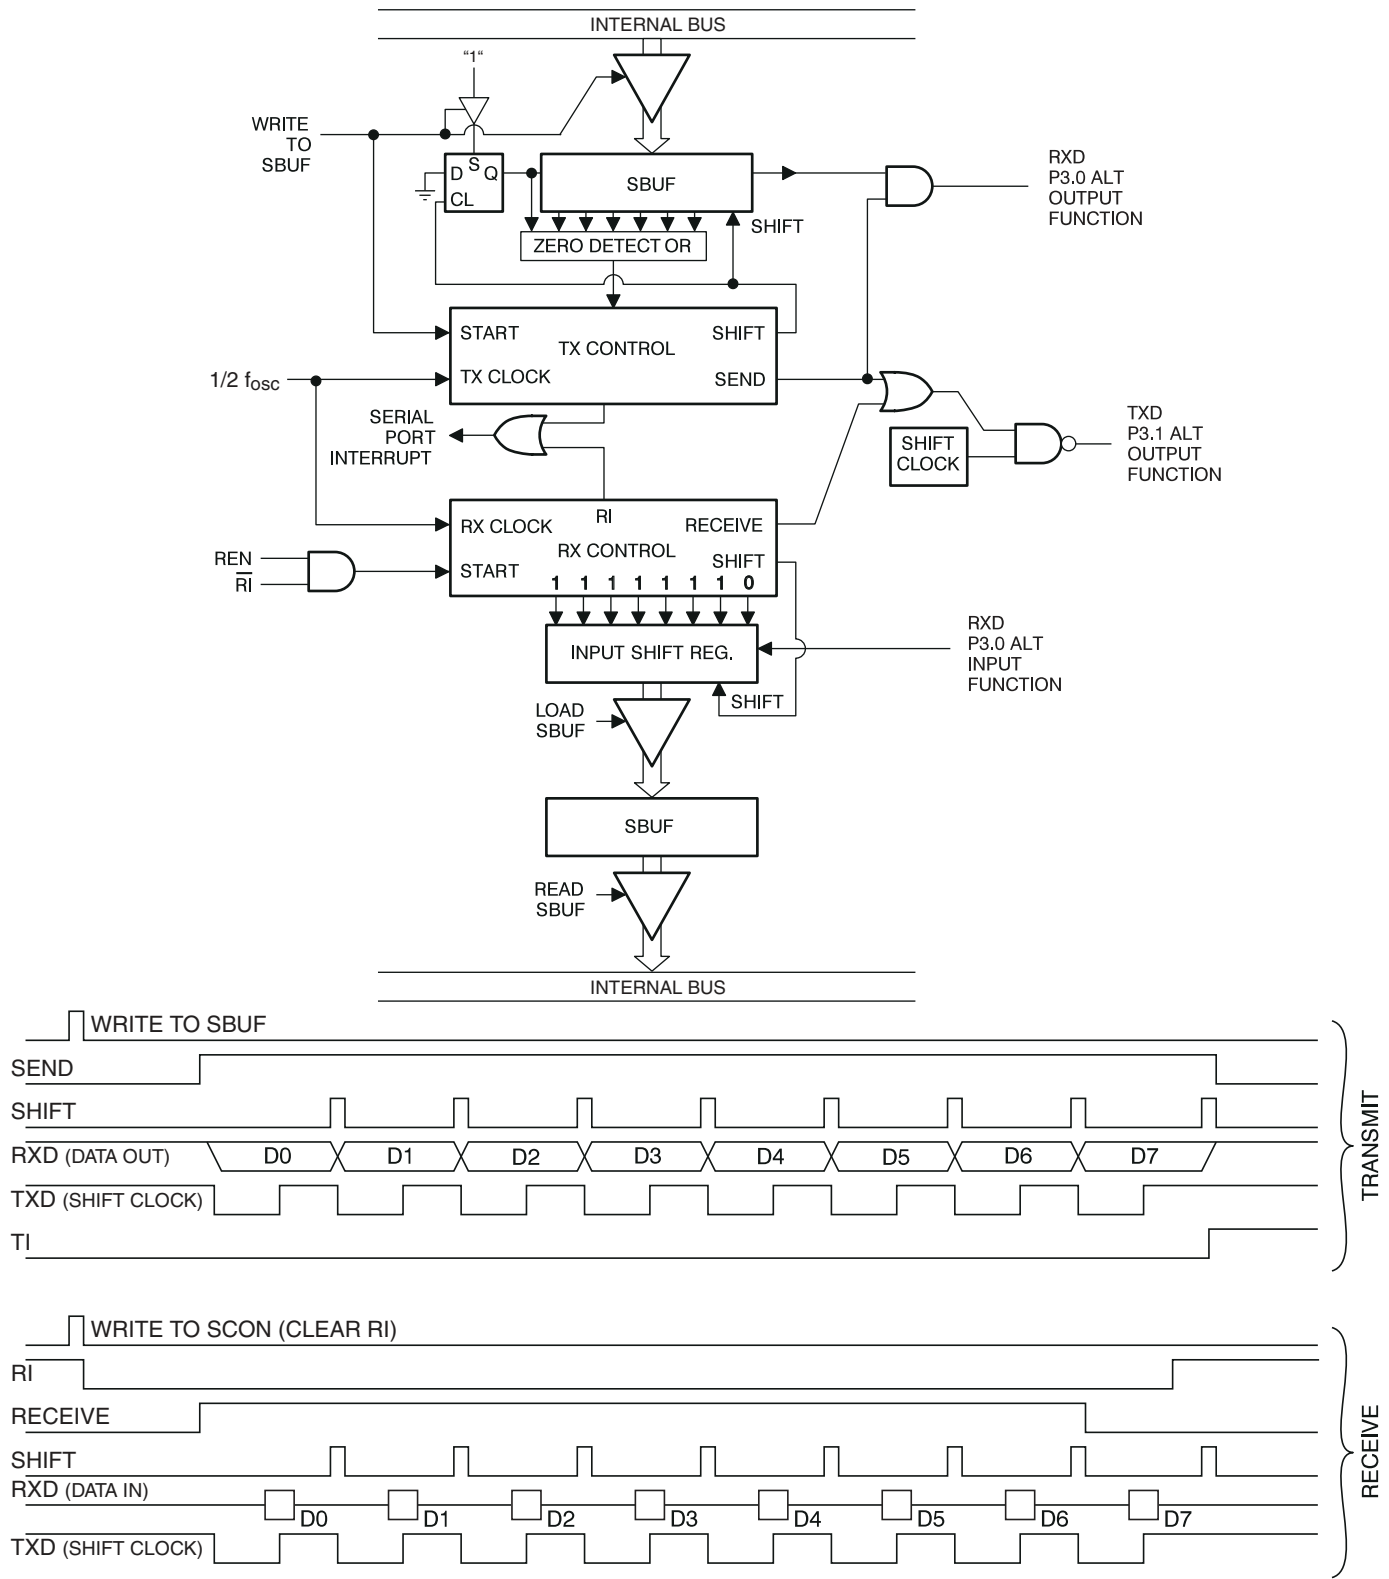 INTERNAL BUS
"1"
WRITE
TO
SBUF
D
S
Q
CL
SBUF
SHIFT
ZERO DETECT OR
RXD
P3.0 ALT
OUTPUT
FUNCTION
START
SHIFT
TX CONTROL
1/2 fOSC
TX CLOCK
SEND
SERIAL
PORT
INTERRUPT
SHIFT
CLOCK
TXD
P3.1 ALT
OUTPUT
FUNCTION
RI
RX CLOCK
RECEIVE
RX CONTROL
SHIFT
REN
RI
START
1 1 1 1 1 1 1 0
INPUT SHIFT REG.
RXD
P3.0 ALT
INPUT
FUNCTION
SHIFT
LOAD
SBUF
SBUF
READ
SBUF
INTERNAL BUS
WRITE TO SBUF
SEND
SHIFT
RXD (DATA OUT)
D0 D1 D2 D3 D4 D5 D6 D7
TXD (SHIFT CLOCK)
TI
TRANSMIT
WRITE TO SCON (CLEAR RI)
RI
RECEIVE
SHIFT
RXD (DATA IN)
D0 D1 D2 D3 D4 D5 D6 D7
TXD (SHIFT CLOCK)
RECEIVE